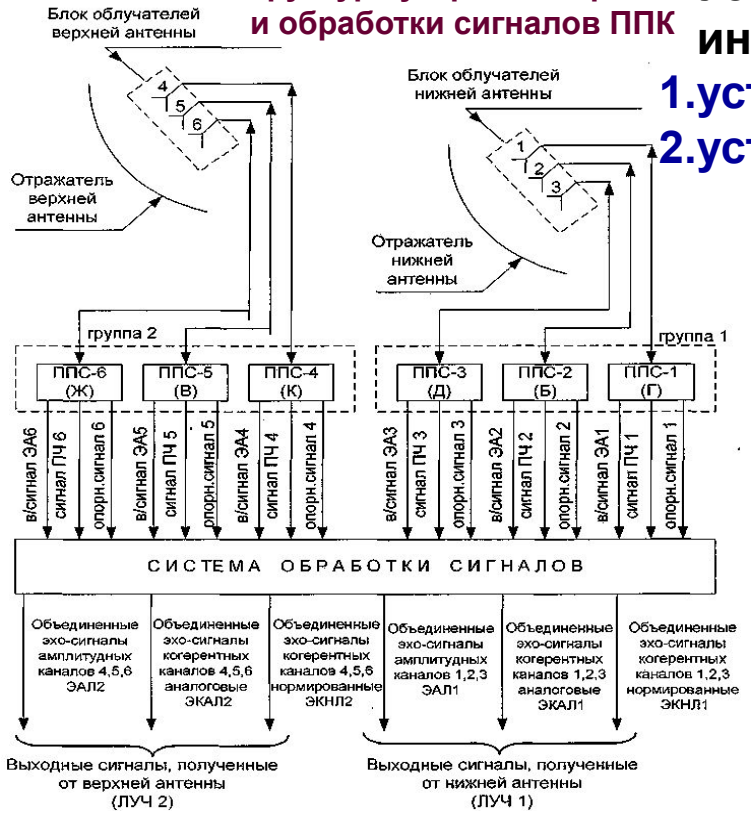 и обработки сигналов ППК
ин
1.уст
2.уст
Блок облучателей
верхней антенны
4
5
6
Отражатель
верхней
антенны
Блок облучателей
нижней антенны
1
2
3
Отражатель
нижней
антенны
группа 2
группа 1
ППС-6
(Ж)
ППС-5
(В)
ППС-4
(К)
ППС-3
(Д)
ППС-2
(Б)
ППС-1
(Г)
в/сигнал ЭА6
сигнал ПЧ 6
опорн.сигнал 6
в/сигнал ЭА5
сигнал ПЧ 5
опорн.сигнал 5
в/сигнал ЭА4
сигнал ПЧ 4
опорн.сигнал 4
в/сигнал ЭА3
сигнал ПЧ 3
опорн.сигнал 3
в/сигнал ЭА2
сигнал ПЧ 2
опорн.сигнал 2
в/сигнал ЭА1
сигнал ПЧ 1
опорн.сигнал 1
СИСТЕМА ОБРАБОТКИ СИГНАЛОВ
Объединенные
эхо-сигналы
амплитудных
каналов 4,5,6
ЭАЛ2
Объединенные
эхо-сигналы
когерентных
каналов 4,5,6
аналоговые
ЭКАЛ2
Объединенные
эхо-сигналы
когерентных
каналов 4,5,6
нормированные
ЭКНЛ2
Объединенные
эхо-сигналы
амплитудных
каналов 1,2,3
ЭАЛ1
Объединенные
эхо-сигналы
когерентных
каналов 1,2,3
аналоговые
ЭКАЛ1
Объединенные
эхо-сигналы
когерентных
каналов 1,2,3
нормированные
ЭКНЛ1
Выходные сигналы, полученные
от верхней антенны
(ЛУЧ 2)
Выходные сигналы, полученные
от нижней антенны
(ЛУЧ 1)